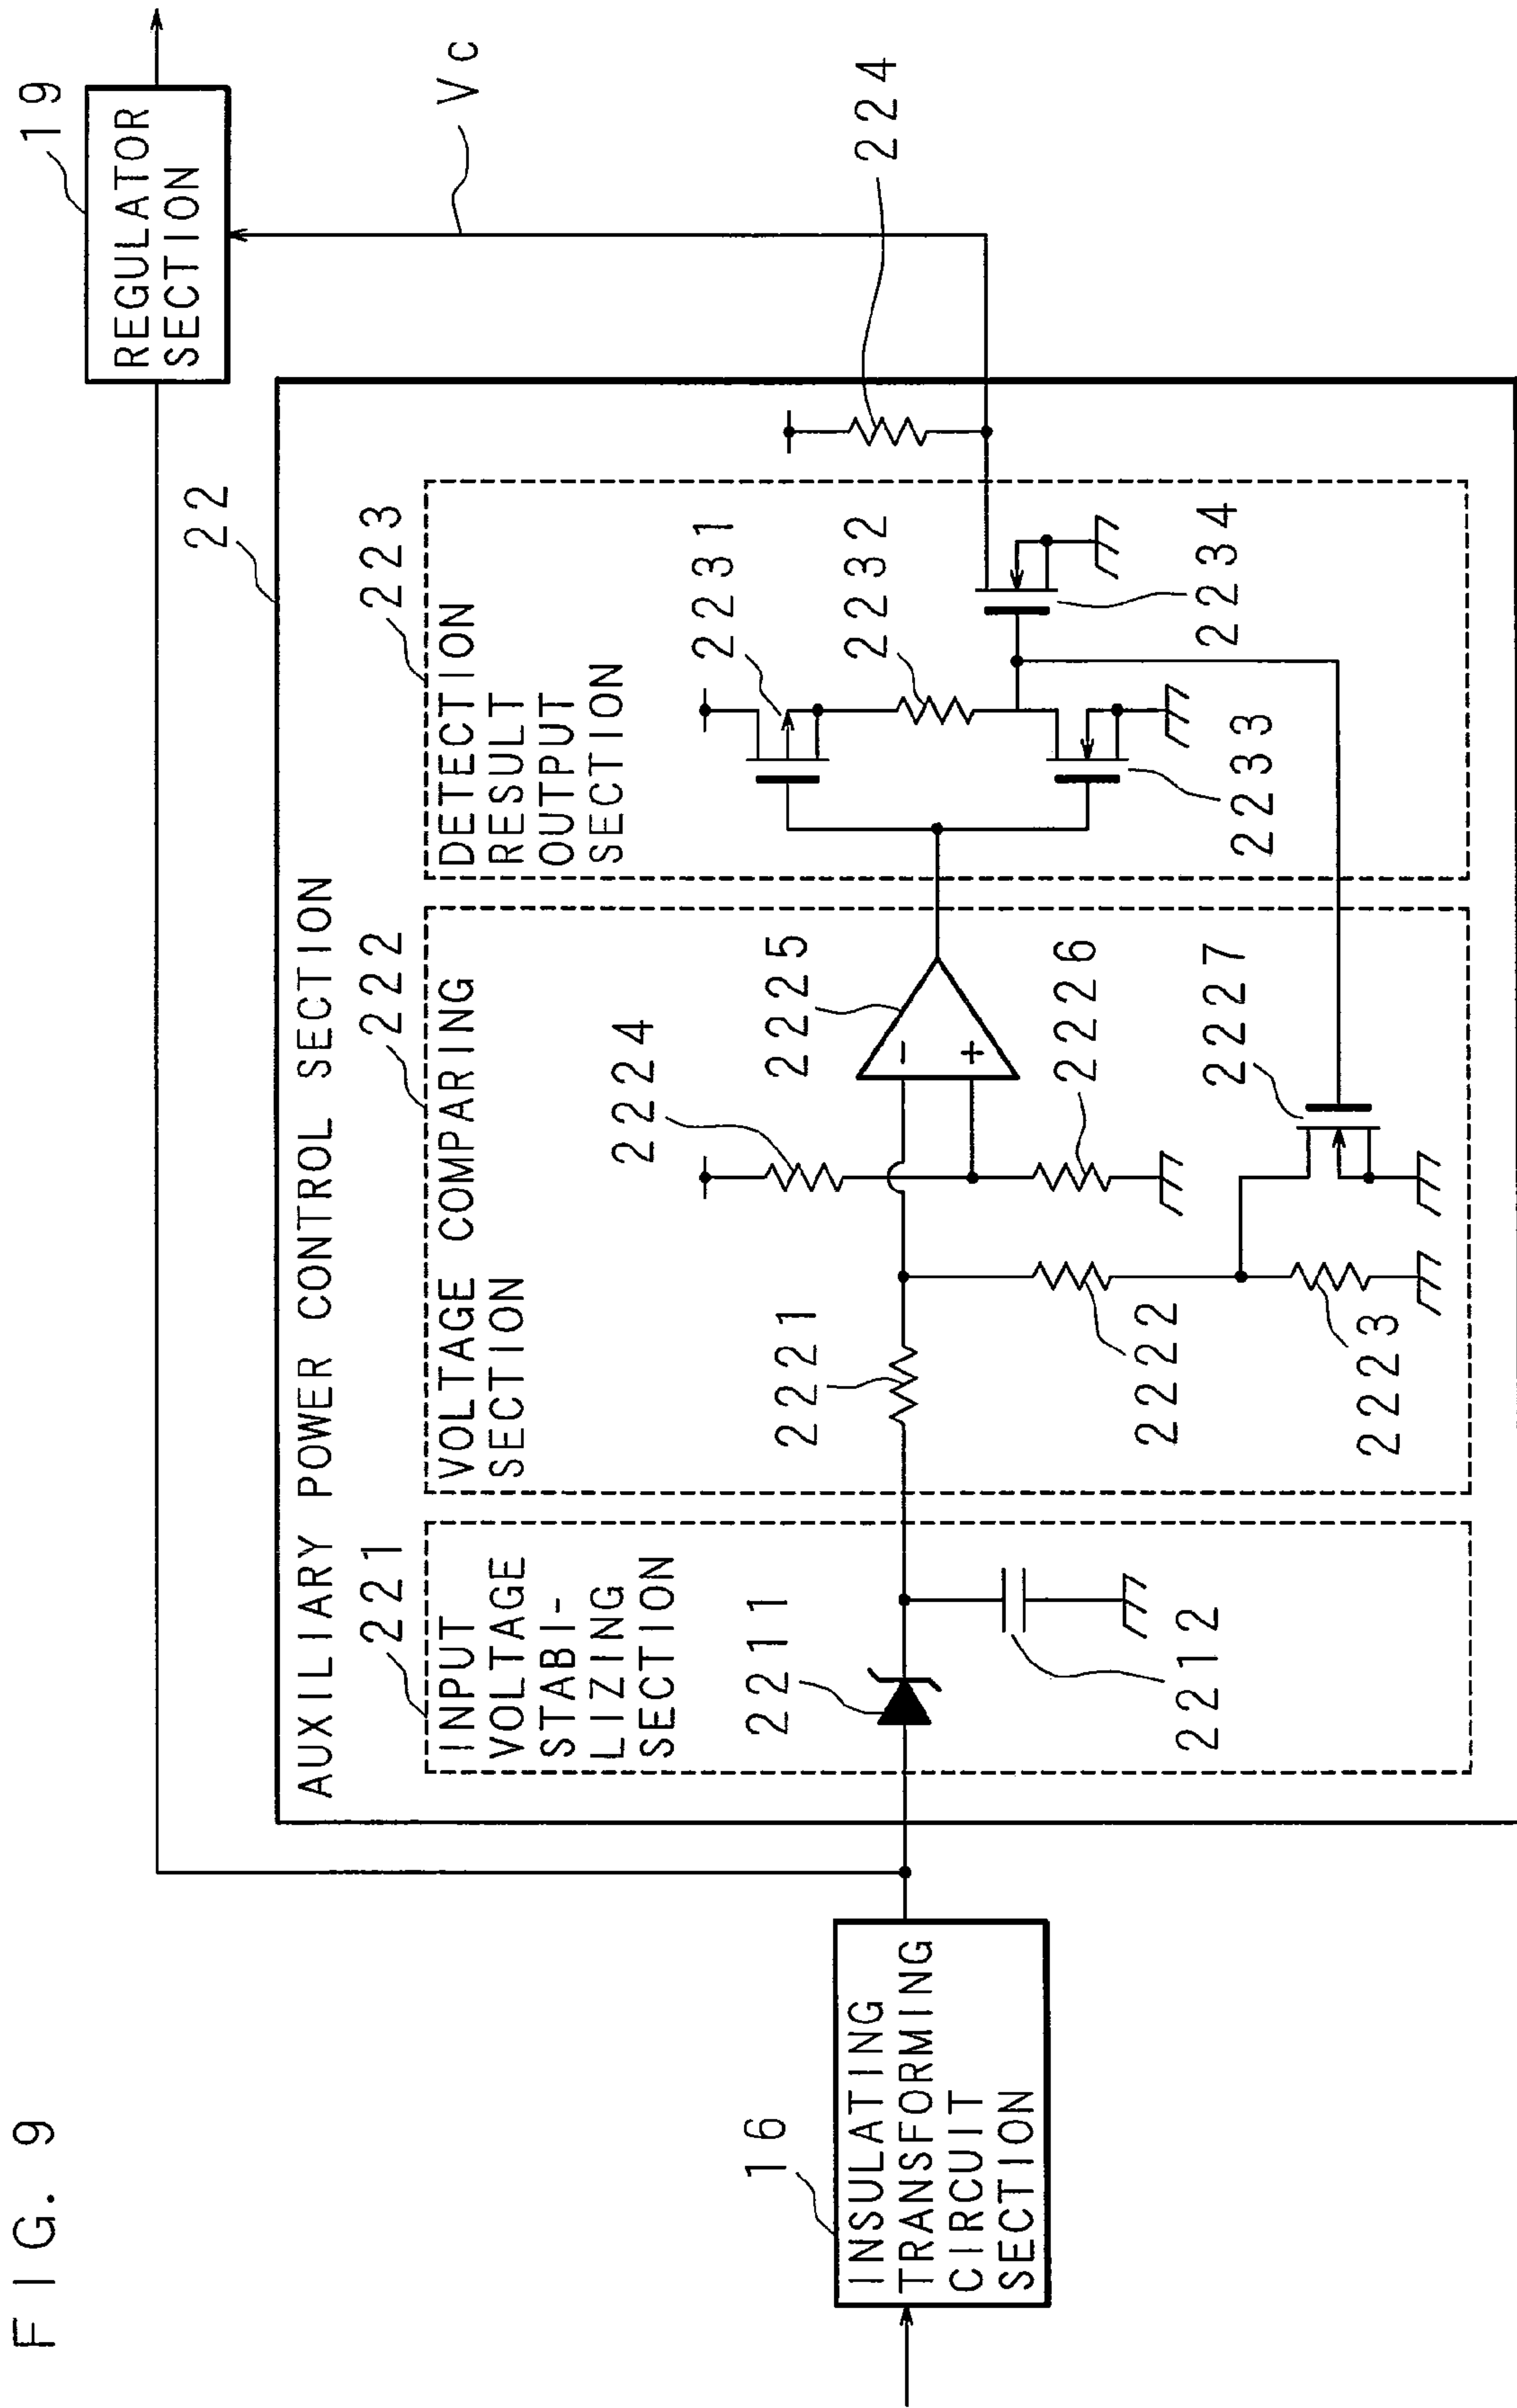 FIG. 9
19
REGULATOR
SECTION
Vc
22
AUXILIARY POWER CONTROL SECTION
221
INPUT
VOLTAGE
STABI-
LIZING
SECTION
2211
2212
222
VOLTAGE COMPARING
SECTION
2221
2222
2223
2224
2225
−
+
2226
2227
223
DETECTION
RESULT
OUTPUT
SECTION
2231
2232
2233
2234
224
16
INSULATING
TRANSFORMING
CIRCUIT
SECTION